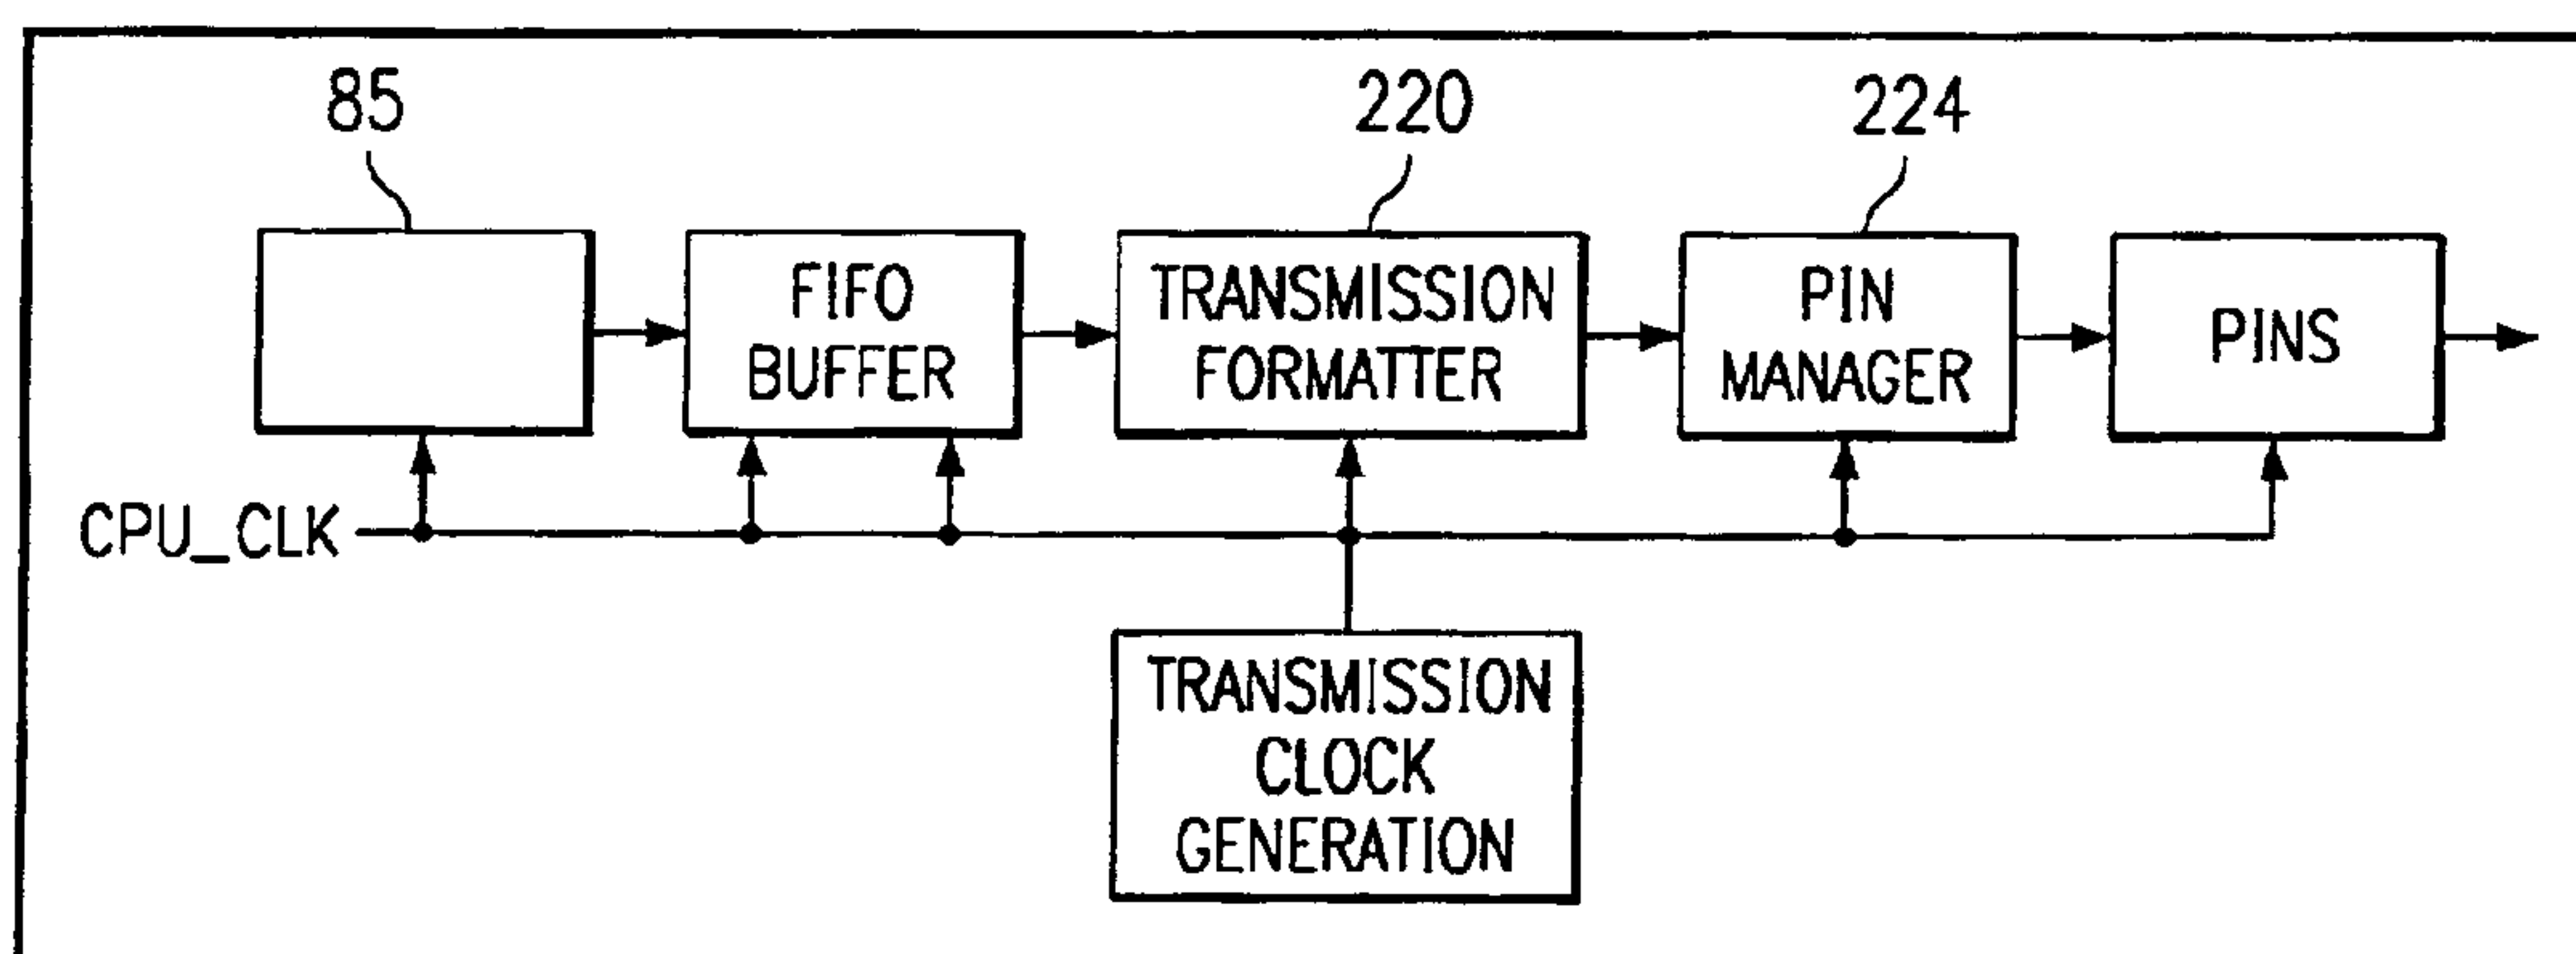 85
220
224
FIFO
BUFFER
TRANSMISSION
FORMATTER
PIN
MANAGER
PINS
CPU_CLK
TRANSMISSION
CLOCK
GENERATION